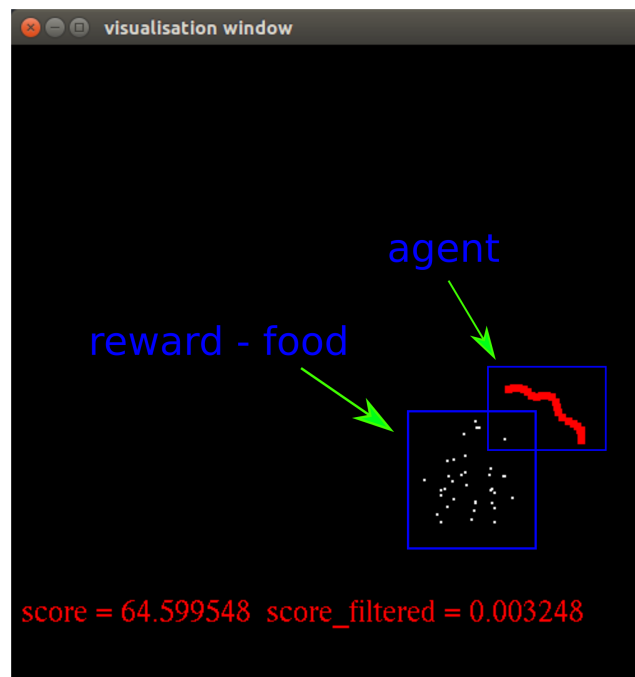 visualisation window
agent
reward - food
score = 64.599548 score_filtered = 0.003248